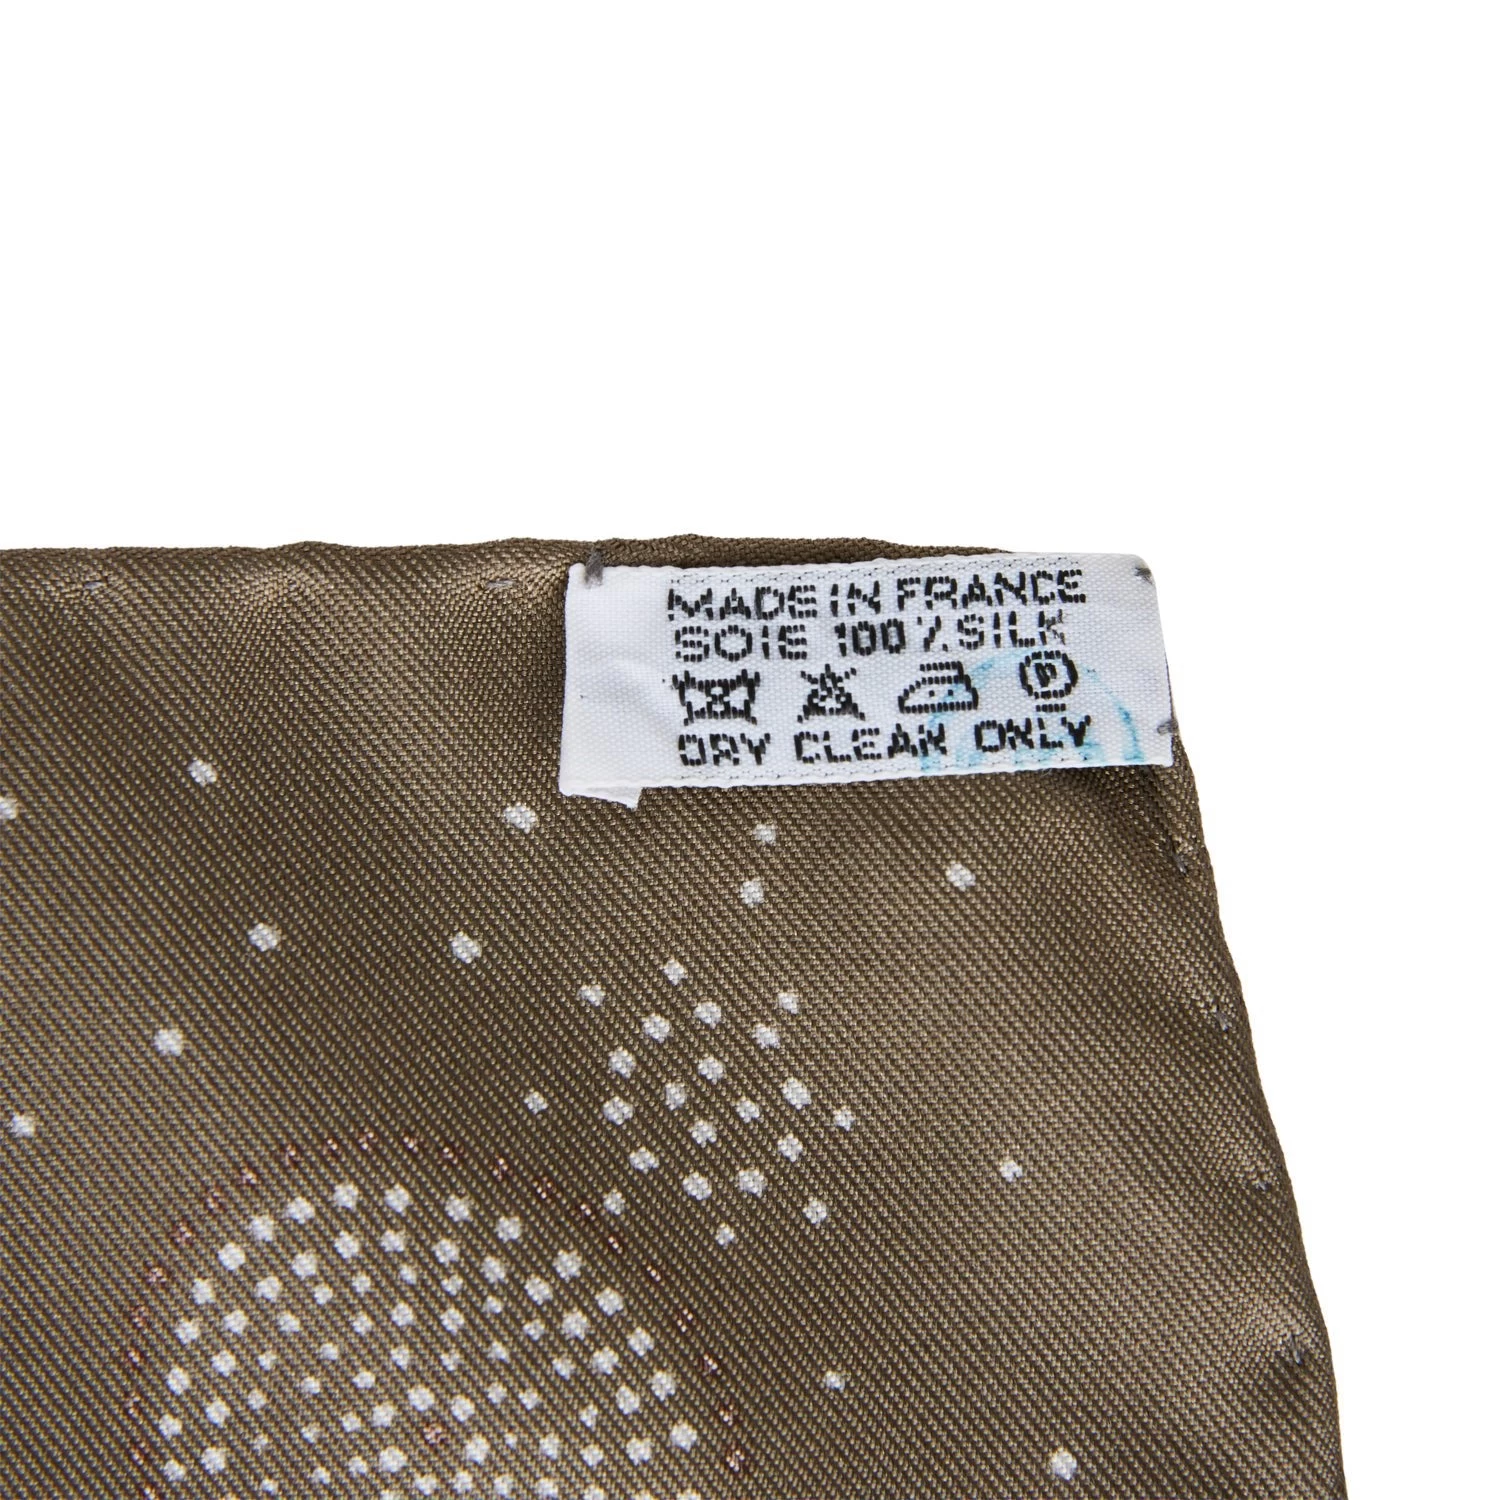 MADE IN FRANCE
SOIE 100% SILK
DRY CLEAN ONLY